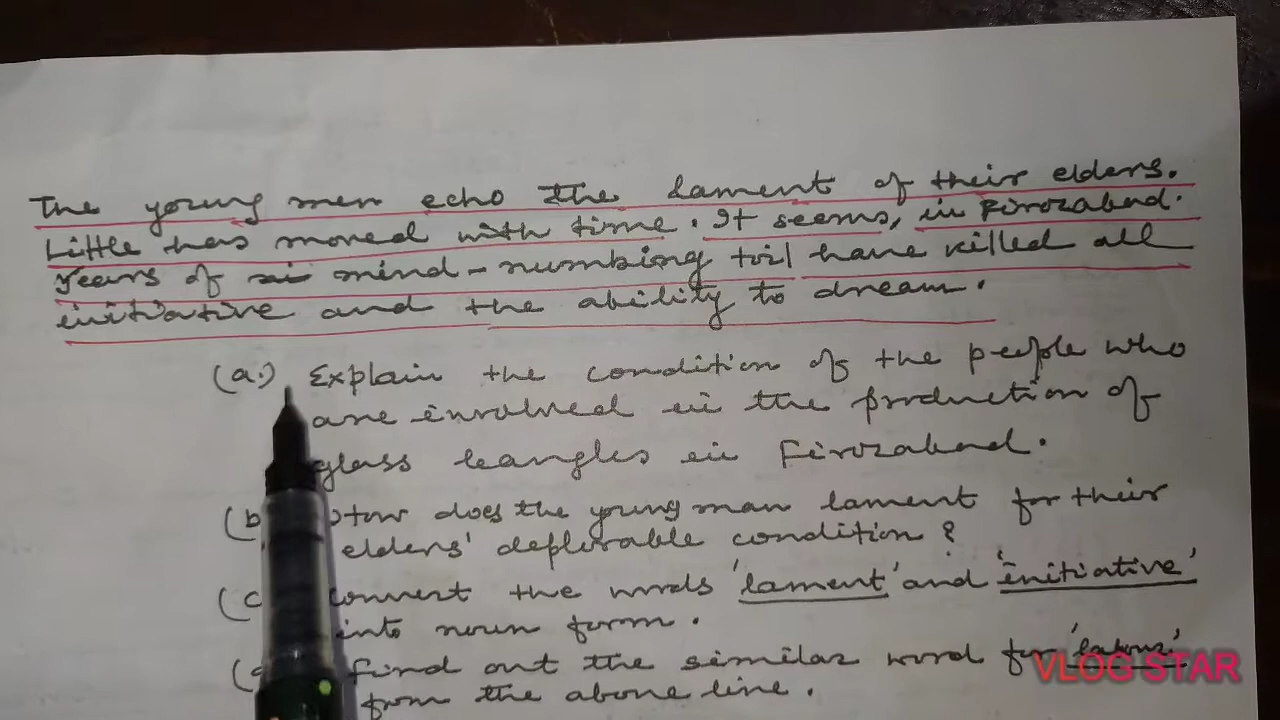 The young men echo the lament of their elders.
Little has moved with time. It seems, in Firozabad.
Years of mind-numbing toil have killed all
initiative and the ability to dream.
(a.) Explain the condition of the people who
are involved in the production of
glass bangles in Firozabad.
(b How does the young man lament for their
elders' deplorable condition?
(c convert the words 'lament' and 'initiative'
into noun form.
( Find out the similar word for 'labour'
from the above line.
VLOG STAR